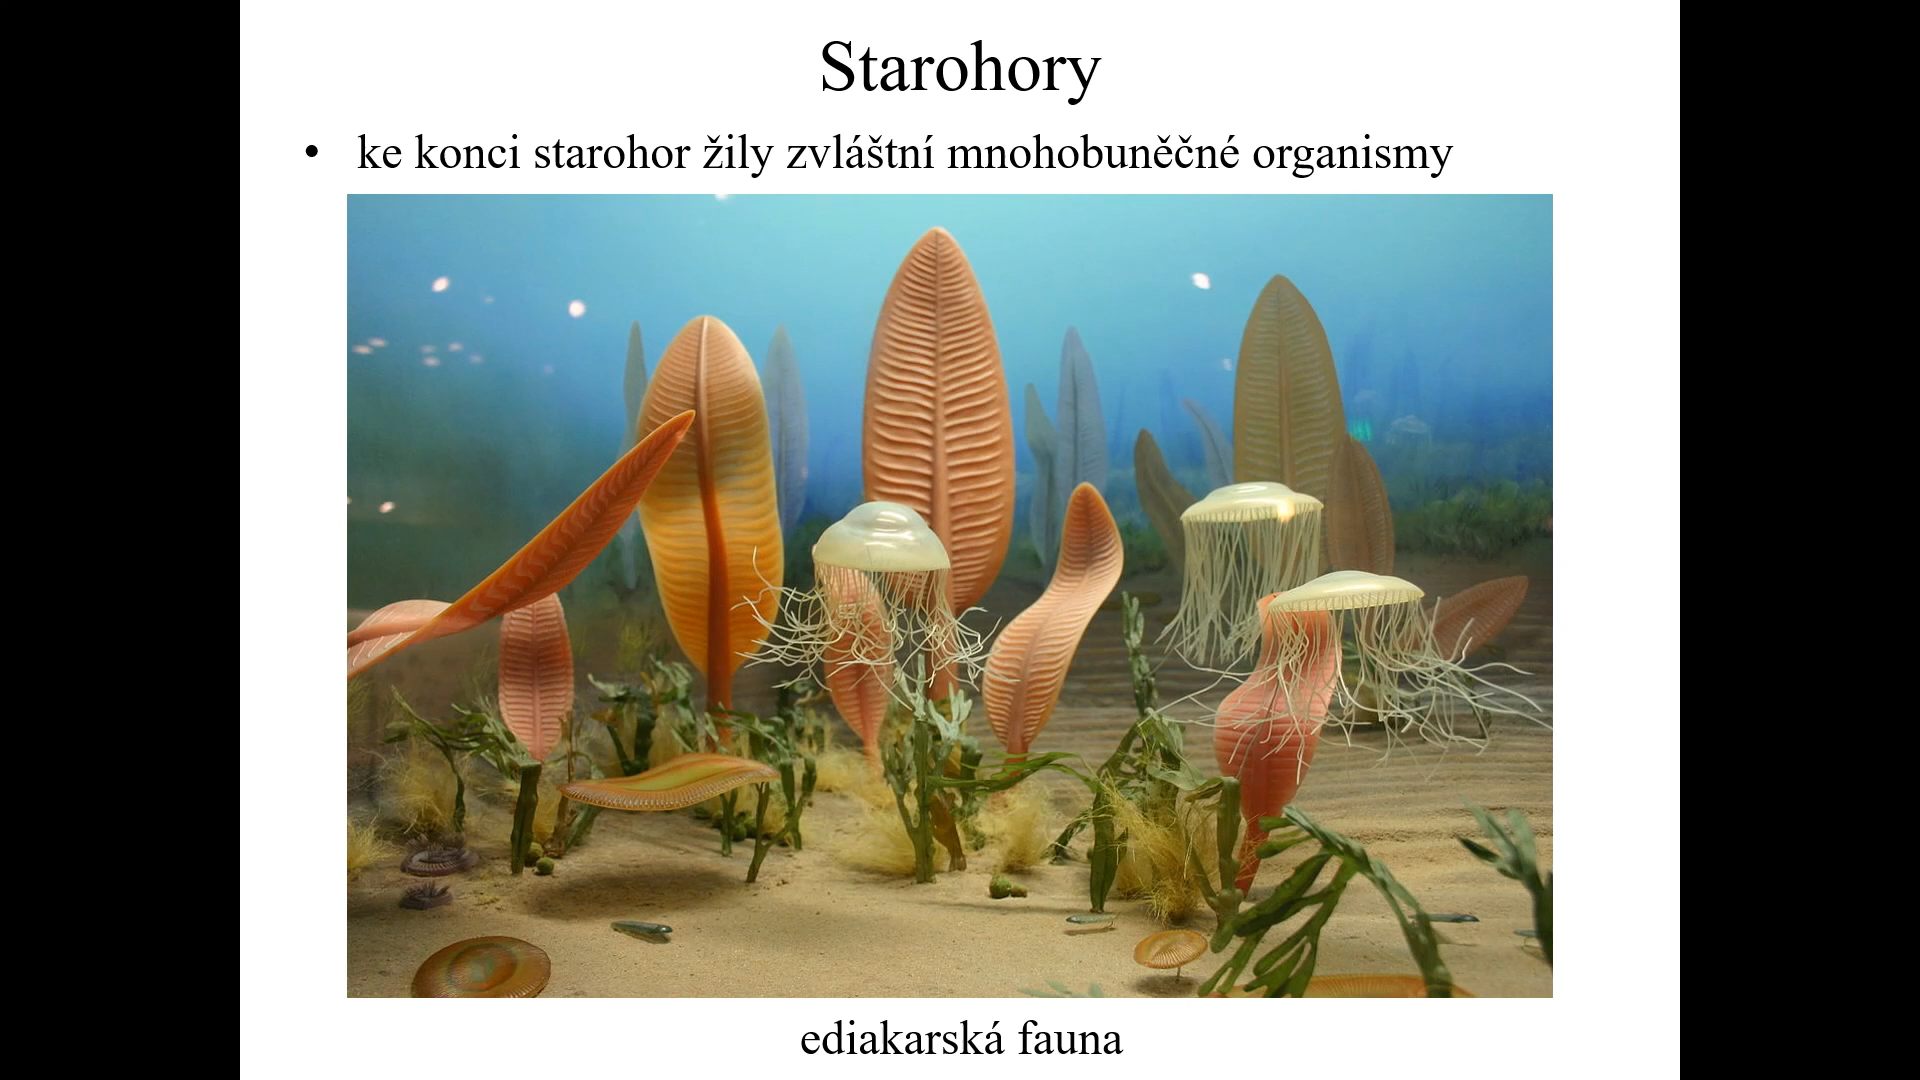 Starohory
• ke konci starohor žily zvláštní mnohobuněčné organismy
ediakarská fauna